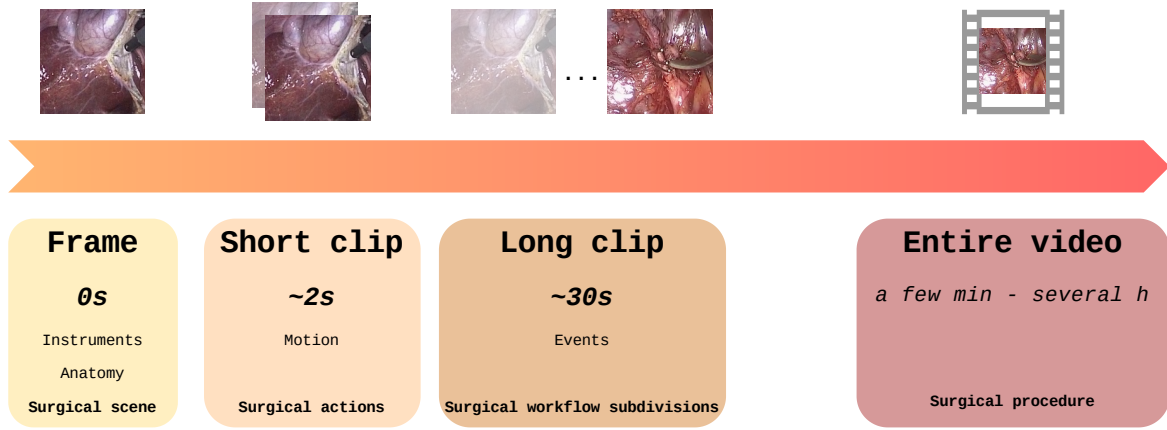 ...
Frame
0s
Instruments
Anatomy
Surgical scene
Short clip
~2s
Motion
Surgical actions
Long clip
~30s
Events
Surgical workflow subdivisions
Entire video
a few min - several h
Surgical procedure